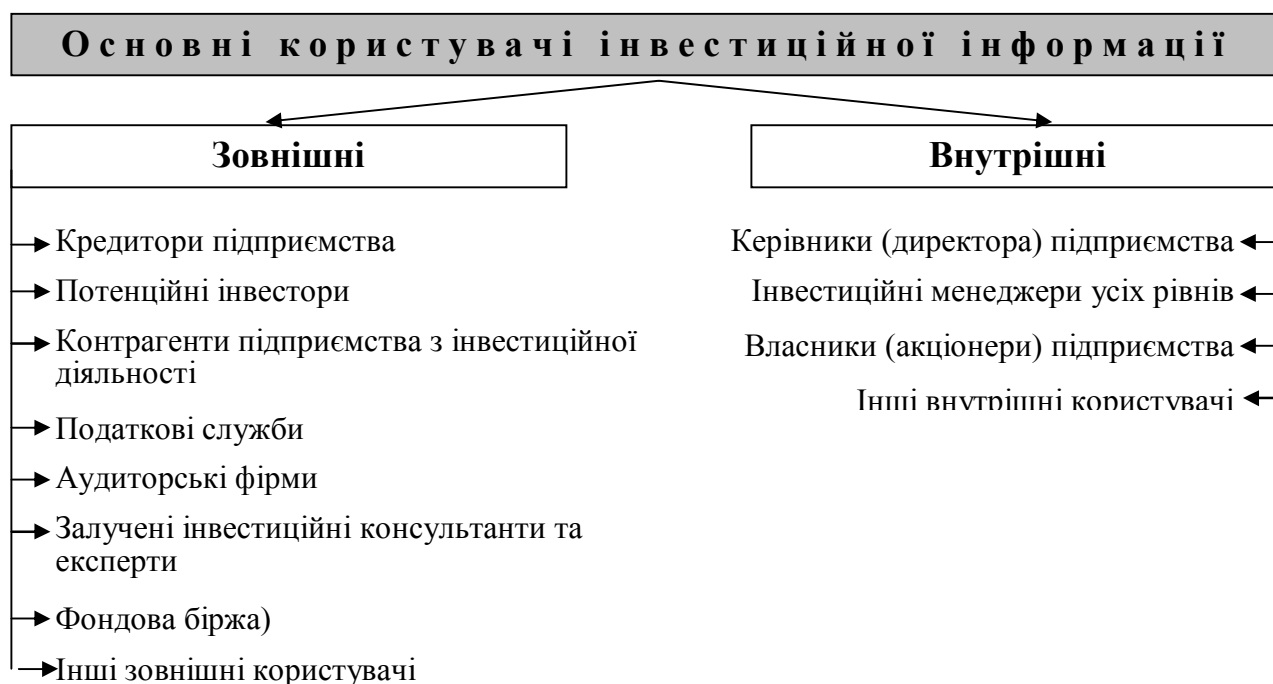 Основні користувачі інвестиційної інформації
Зовнішні
Кредитори підприємства
Потенційні інвестори
Контрагенти підприємства з інвестиційної
діяльності
Податкові служби
Аудиторські фірми
Залучені інвестиційні консультанти та
експерти
Фондова біржа)
Інші зовнішні користувачі
Внутрішні
Керівники (директора) підприємства
Інвестиційні менеджери усіх рівнів
Власники (акціонери) підприємства
Інші внутрішні користувачі